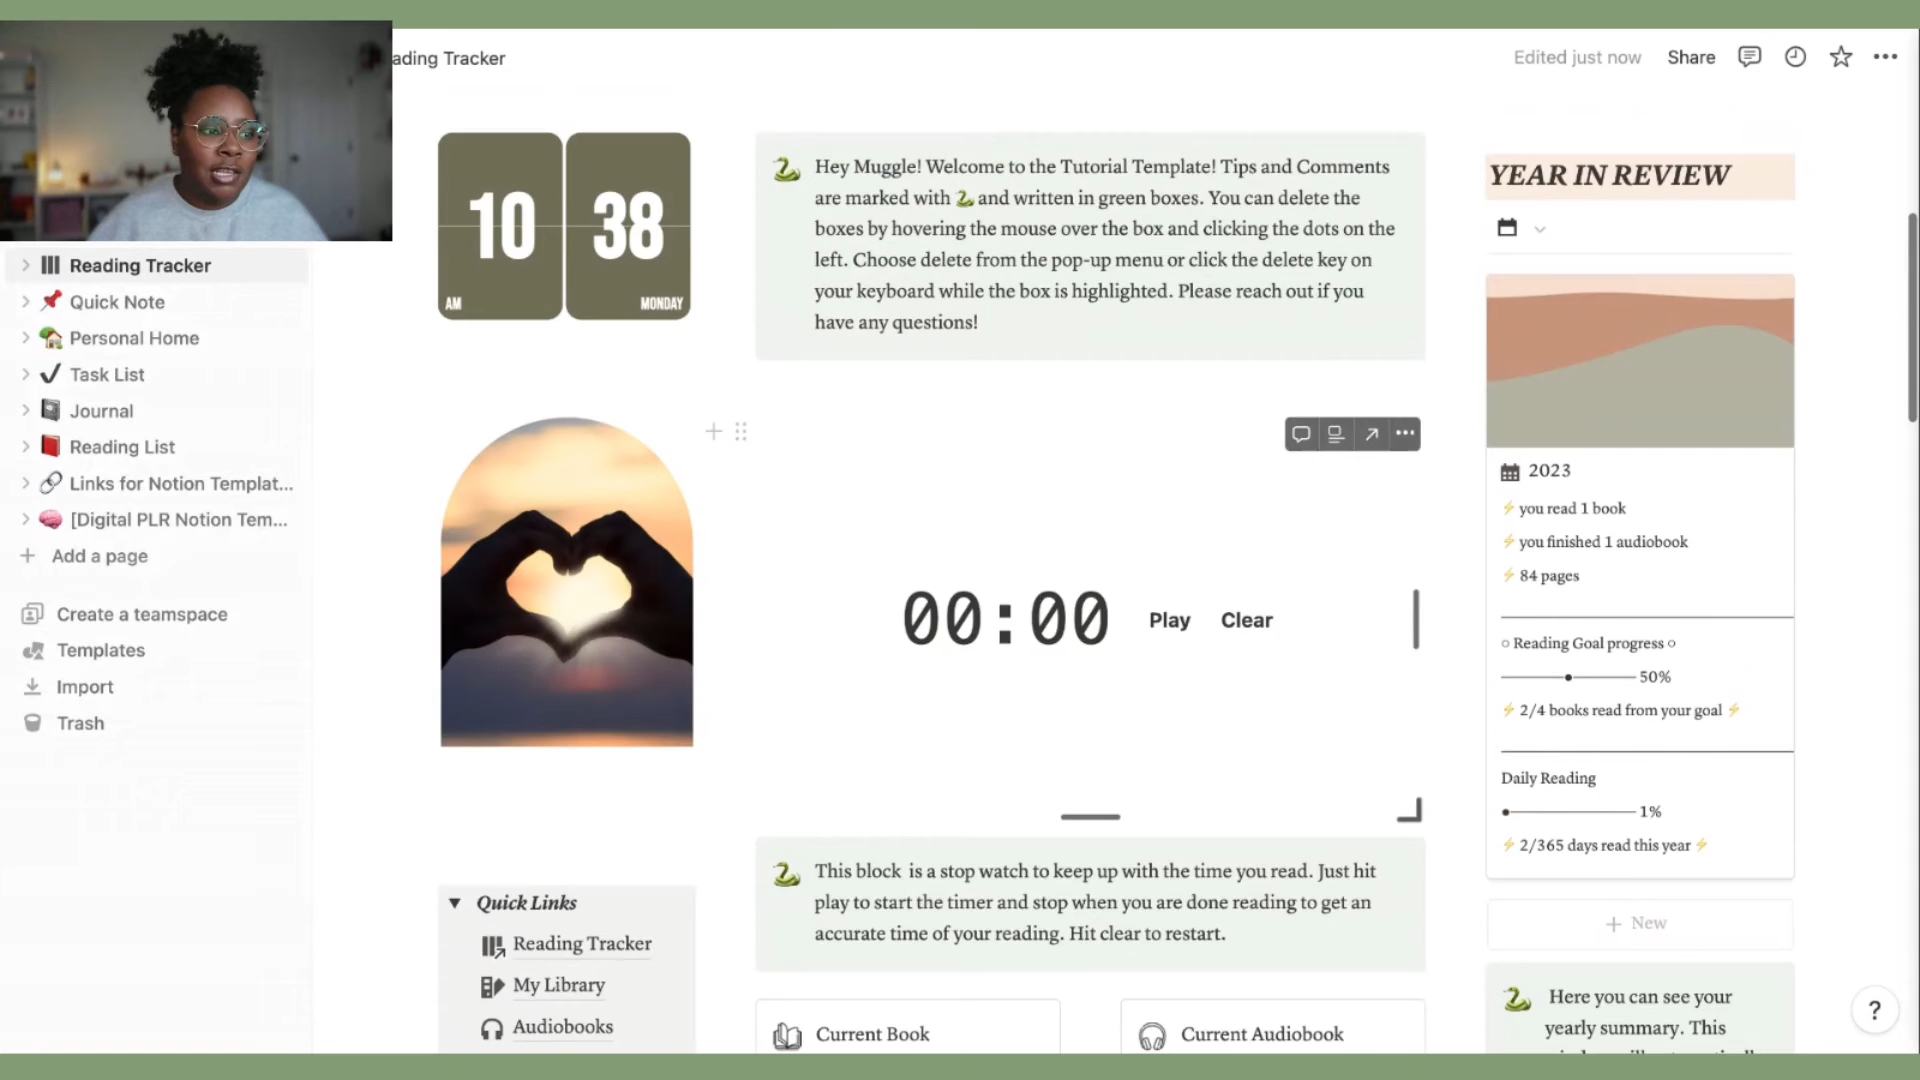 ading Tracker
Edited just now
Share
Reading Tracker
Quick Note
Personal Home
Task List
Journal
Reading List
Links for Notion Templat...
[Digital PLR Notion Tem...
Add a page
Create a teamspace
Templates
Import
Trash
10
38
AM
MONDAY
Hey Muggle! Welcome to the Tutorial Template! Tips and Comments
are marked with 🐍 and written in green boxes. You can delete the
boxes by hovering the mouse over the box and clicking the dots on the
left. Choose delete from the pop-up menu or click the delete key on
your keyboard while the box is highlighted. Please reach out if you
have any questions!
00:00
Play
Clear
This block is a stop watch to keep up with the time you read. Just hit
play to start the timer and stop when you are done reading to get an
accurate time of your reading. Hit clear to restart.
Quick Links
Reading Tracker
My Library
Audiobooks
Current Book
Current Audiobook
YEAR IN REVIEW
2023
⚡ you read 1 book
⚡ you finished 1 audiobook
⚡ 84 pages
○ Reading Goal progress ○
50%
⚡ 2/4 books read from your goal ⚡
Daily Reading
1%
⚡ 2/365 days read this year ⚡
+ New
Here you can see your
yearly summary. This
?